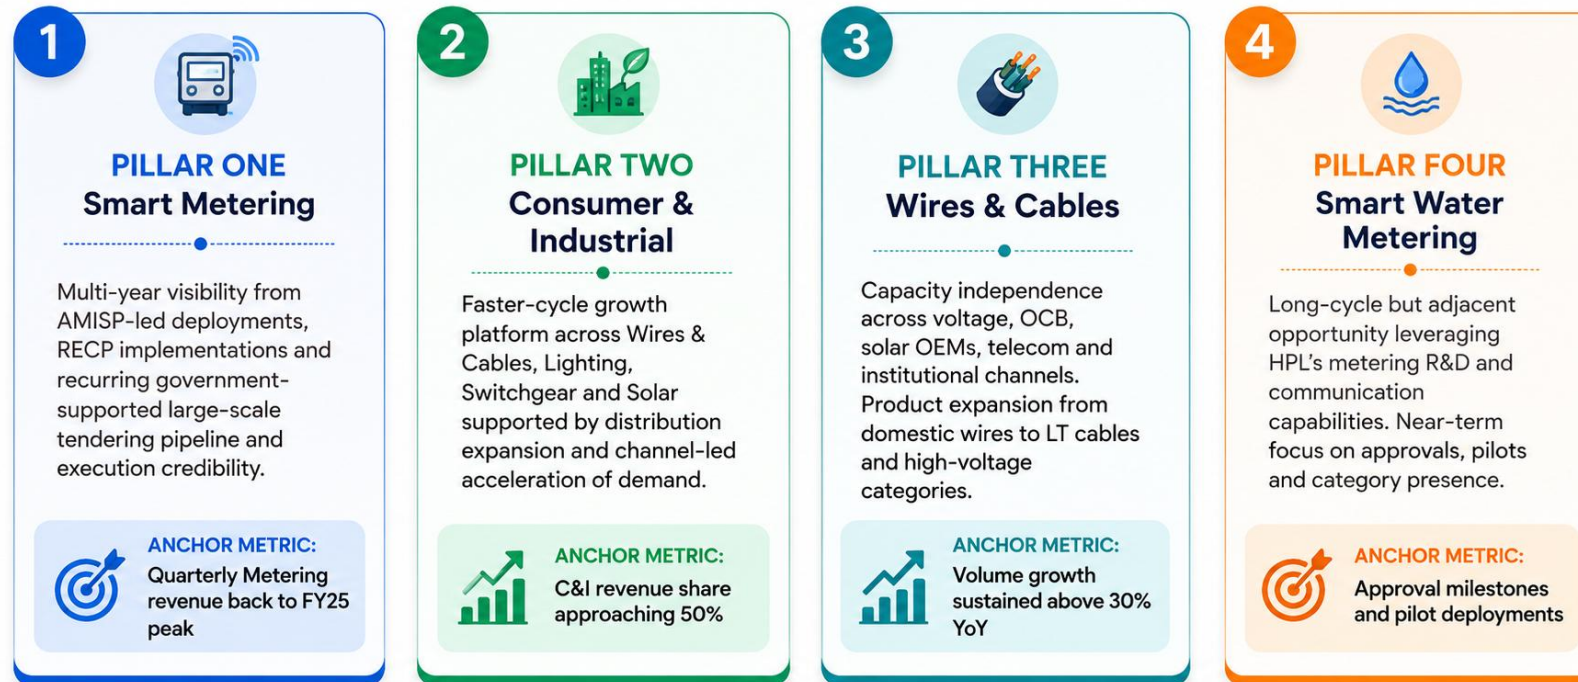 1
PILLAR ONE
Smart Metering
Multi-year visibility from
AMISP-led deployments,
RECP implementations and
recurring government-
supported large-scale
tendering pipeline and
execution credibility.
ANCHOR METRIC:
Quarterly Metering
revenue back to FY25
peak
2
PILLAR TWO
Consumer &
Industrial
Faster-cycle growth
platform across Wires &
Cables, Lighting,
Switchgear and Solar
supported by distribution
expansion and channel-led
acceleration of demand.
ANCHOR METRIC:
C&I revenue share
approaching 50%
3
PILLAR THREE
Wires & Cables
Capacity independence
across voltage, OCB,
solar OEMs, telecom and
institutional channels.
Product expansion from
domestic wires to LT cables
and high-voltage
categories.
ANCHOR METRIC:
Volume growth
sustained above 30%
YoY
4
PILLAR FOUR
Smart Water
Metering
Long-cycle but adjacent
opportunity leveraging
HPL's metering R&D and
communication
capabilities. Near-term
focus on approvals, pilots
and category presence.
ANCHOR METRIC:
Approval milestones
and pilot deployments